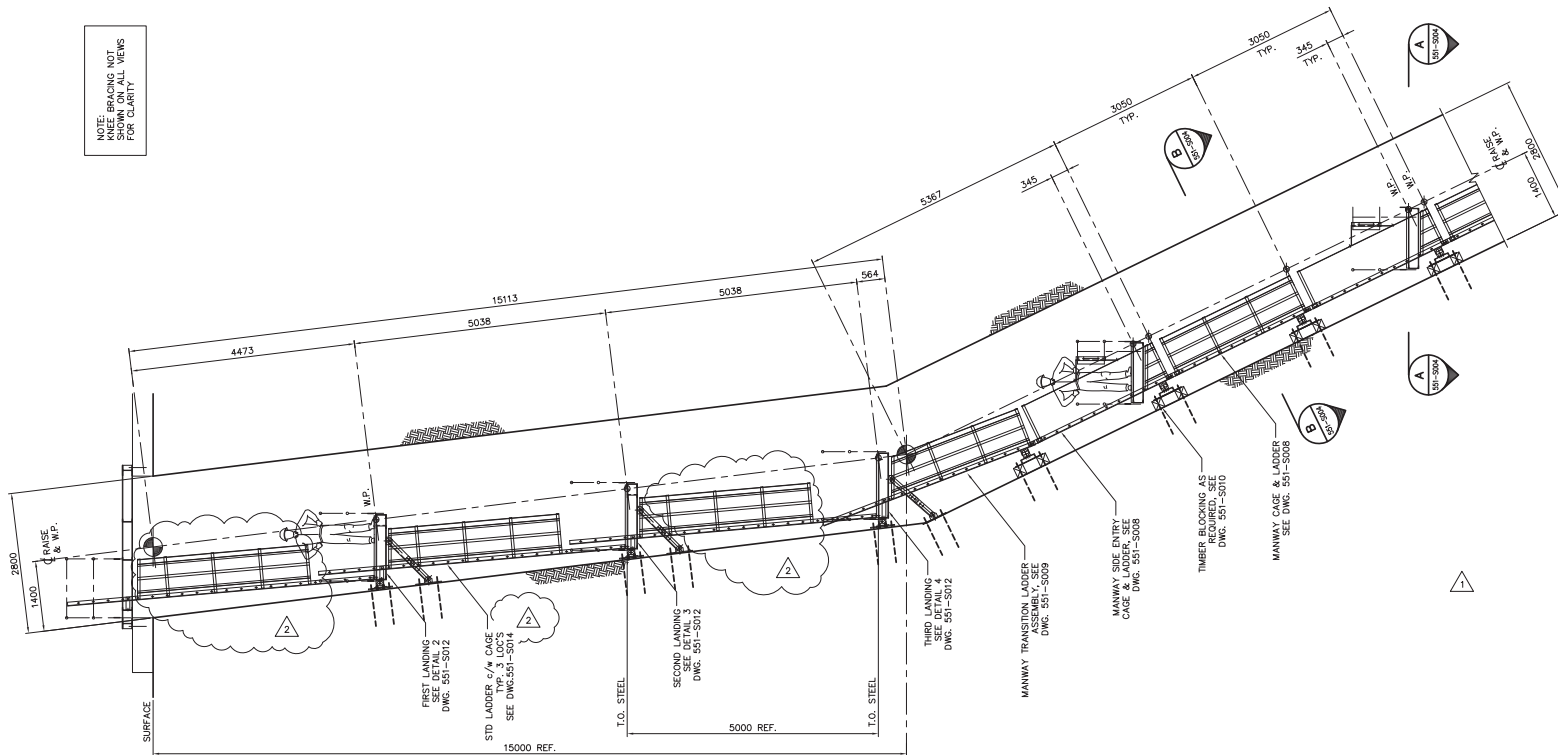 NOTE:
KNEE BRACING NOT
SHOWN ON ALL VIEWS
FOR CLARITY
2800
1400
℄ RAISE
& W.P.
SURFACE
15113
4473
5038
5038
564
W.P.
2
2
2
FIRST LANDING
SEE DETAIL 2
DWG. 551-S012
STD LADDER c/w CAGE
TYP. 3 LOC'S
SEE DWG.551-S014
T.O. STEEL
SECOND LANDING
SEE DETAIL 3
DWG. 551-S012
T.O. STEEL
5000 REF.
15000 REF.
THIRD LANDING
SEE DETAIL 4
DWG. 551-S012
MANWAY TRANSITION LADDER
ASSEMBLY, SEE
DWG. 551-S009
MANWAY SIDE ENTRY
CAGE & LADDER, SEE
DWG. 551-S008
TIMBER BLOCKING AS
REQUIRED, SEE
DWG. 551-S010
MANWAY CAGE & LADDER
SEE DWG. 551-S008
5367
345
3050
TYP.
3050
TYP.
345
TYP.
B
551-S004
B
551-S004
A
551-S004
A
551-S004
W.P.
W.P.
℄ RAISE
& W.P.
2800
1400
1